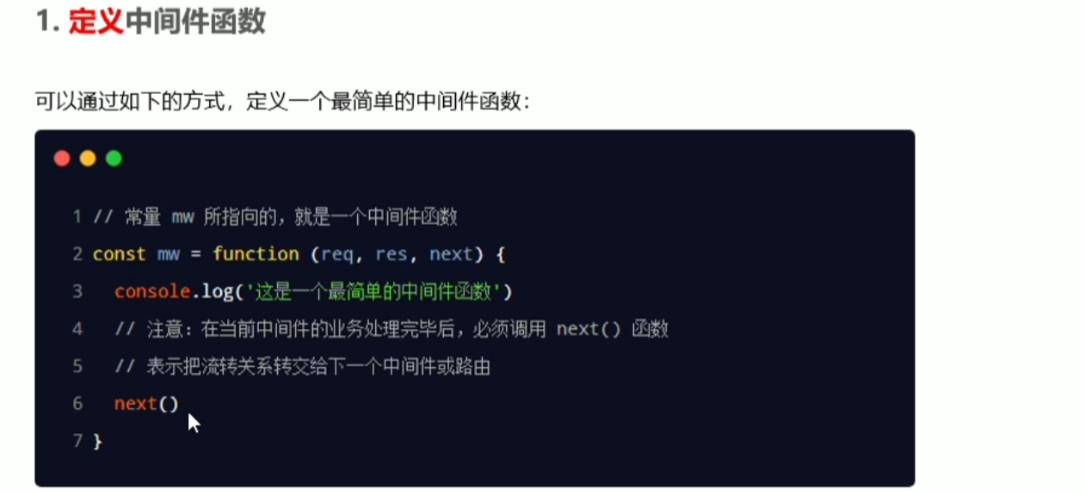 1. 定义中间件函数
可以通过如下的方式，定义一个最简单的中间件函数：
1 // 常量 mw 所指向的，就是一个中间件函数
2 const mw = function (req, res, next) {
3   console.log('这是一个最简单的中间件函数')
4   // 注意：在当前中间件的业务处理完毕后，必须调用 next() 函数
5   // 表示把流转关系转交给下一个中间件或路由
6   next()
7 }